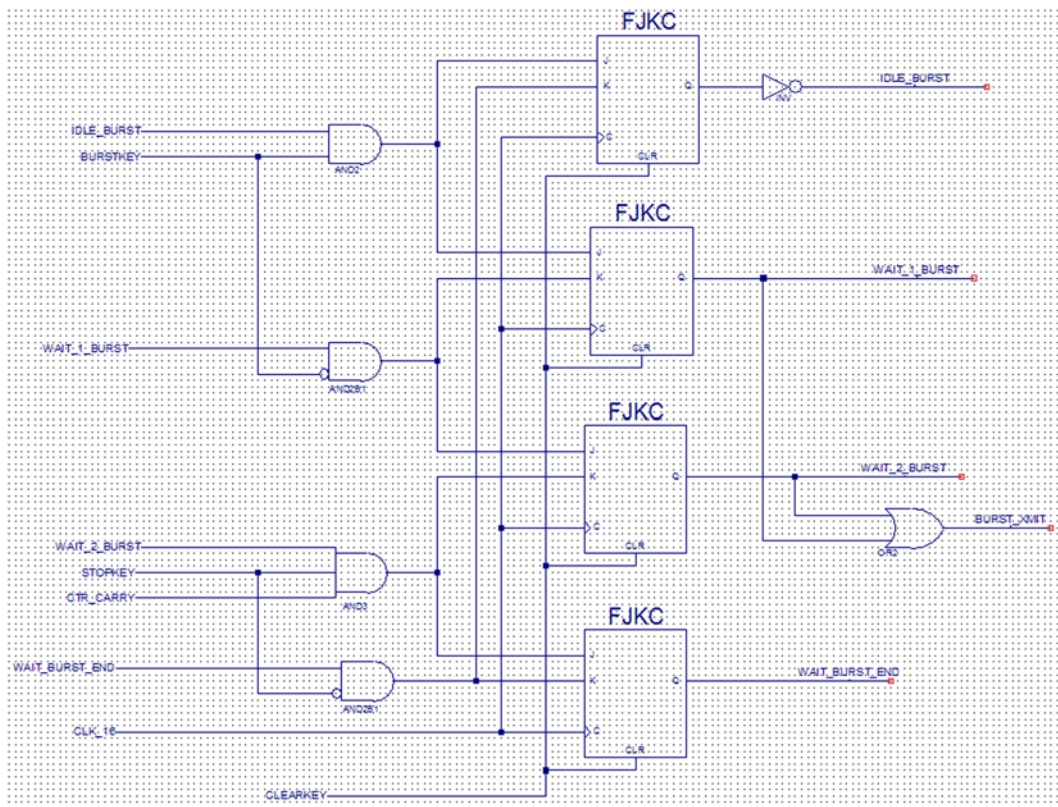 FJKC
J
K
Q
C
CLR
INV
IDLE_BURST
IDLE_BURST
BURSTKEY
AND2
FJKC
J
K
Q
C
CLR
WAIT_1_BURST
WAIT_1_BURST
AND2B1
FJKC
J
K
Q
C
CLR
WAIT_2_BURST
BURST_XMIT
OR2
WAIT_2_BURST
STOPKEY
CTR_CARRY
AND3
FJKC
J
K
Q
C
CLR
WAIT_BURST_END
WAIT_BURST_END
AND2B1
CLK_16
CLEARKEY